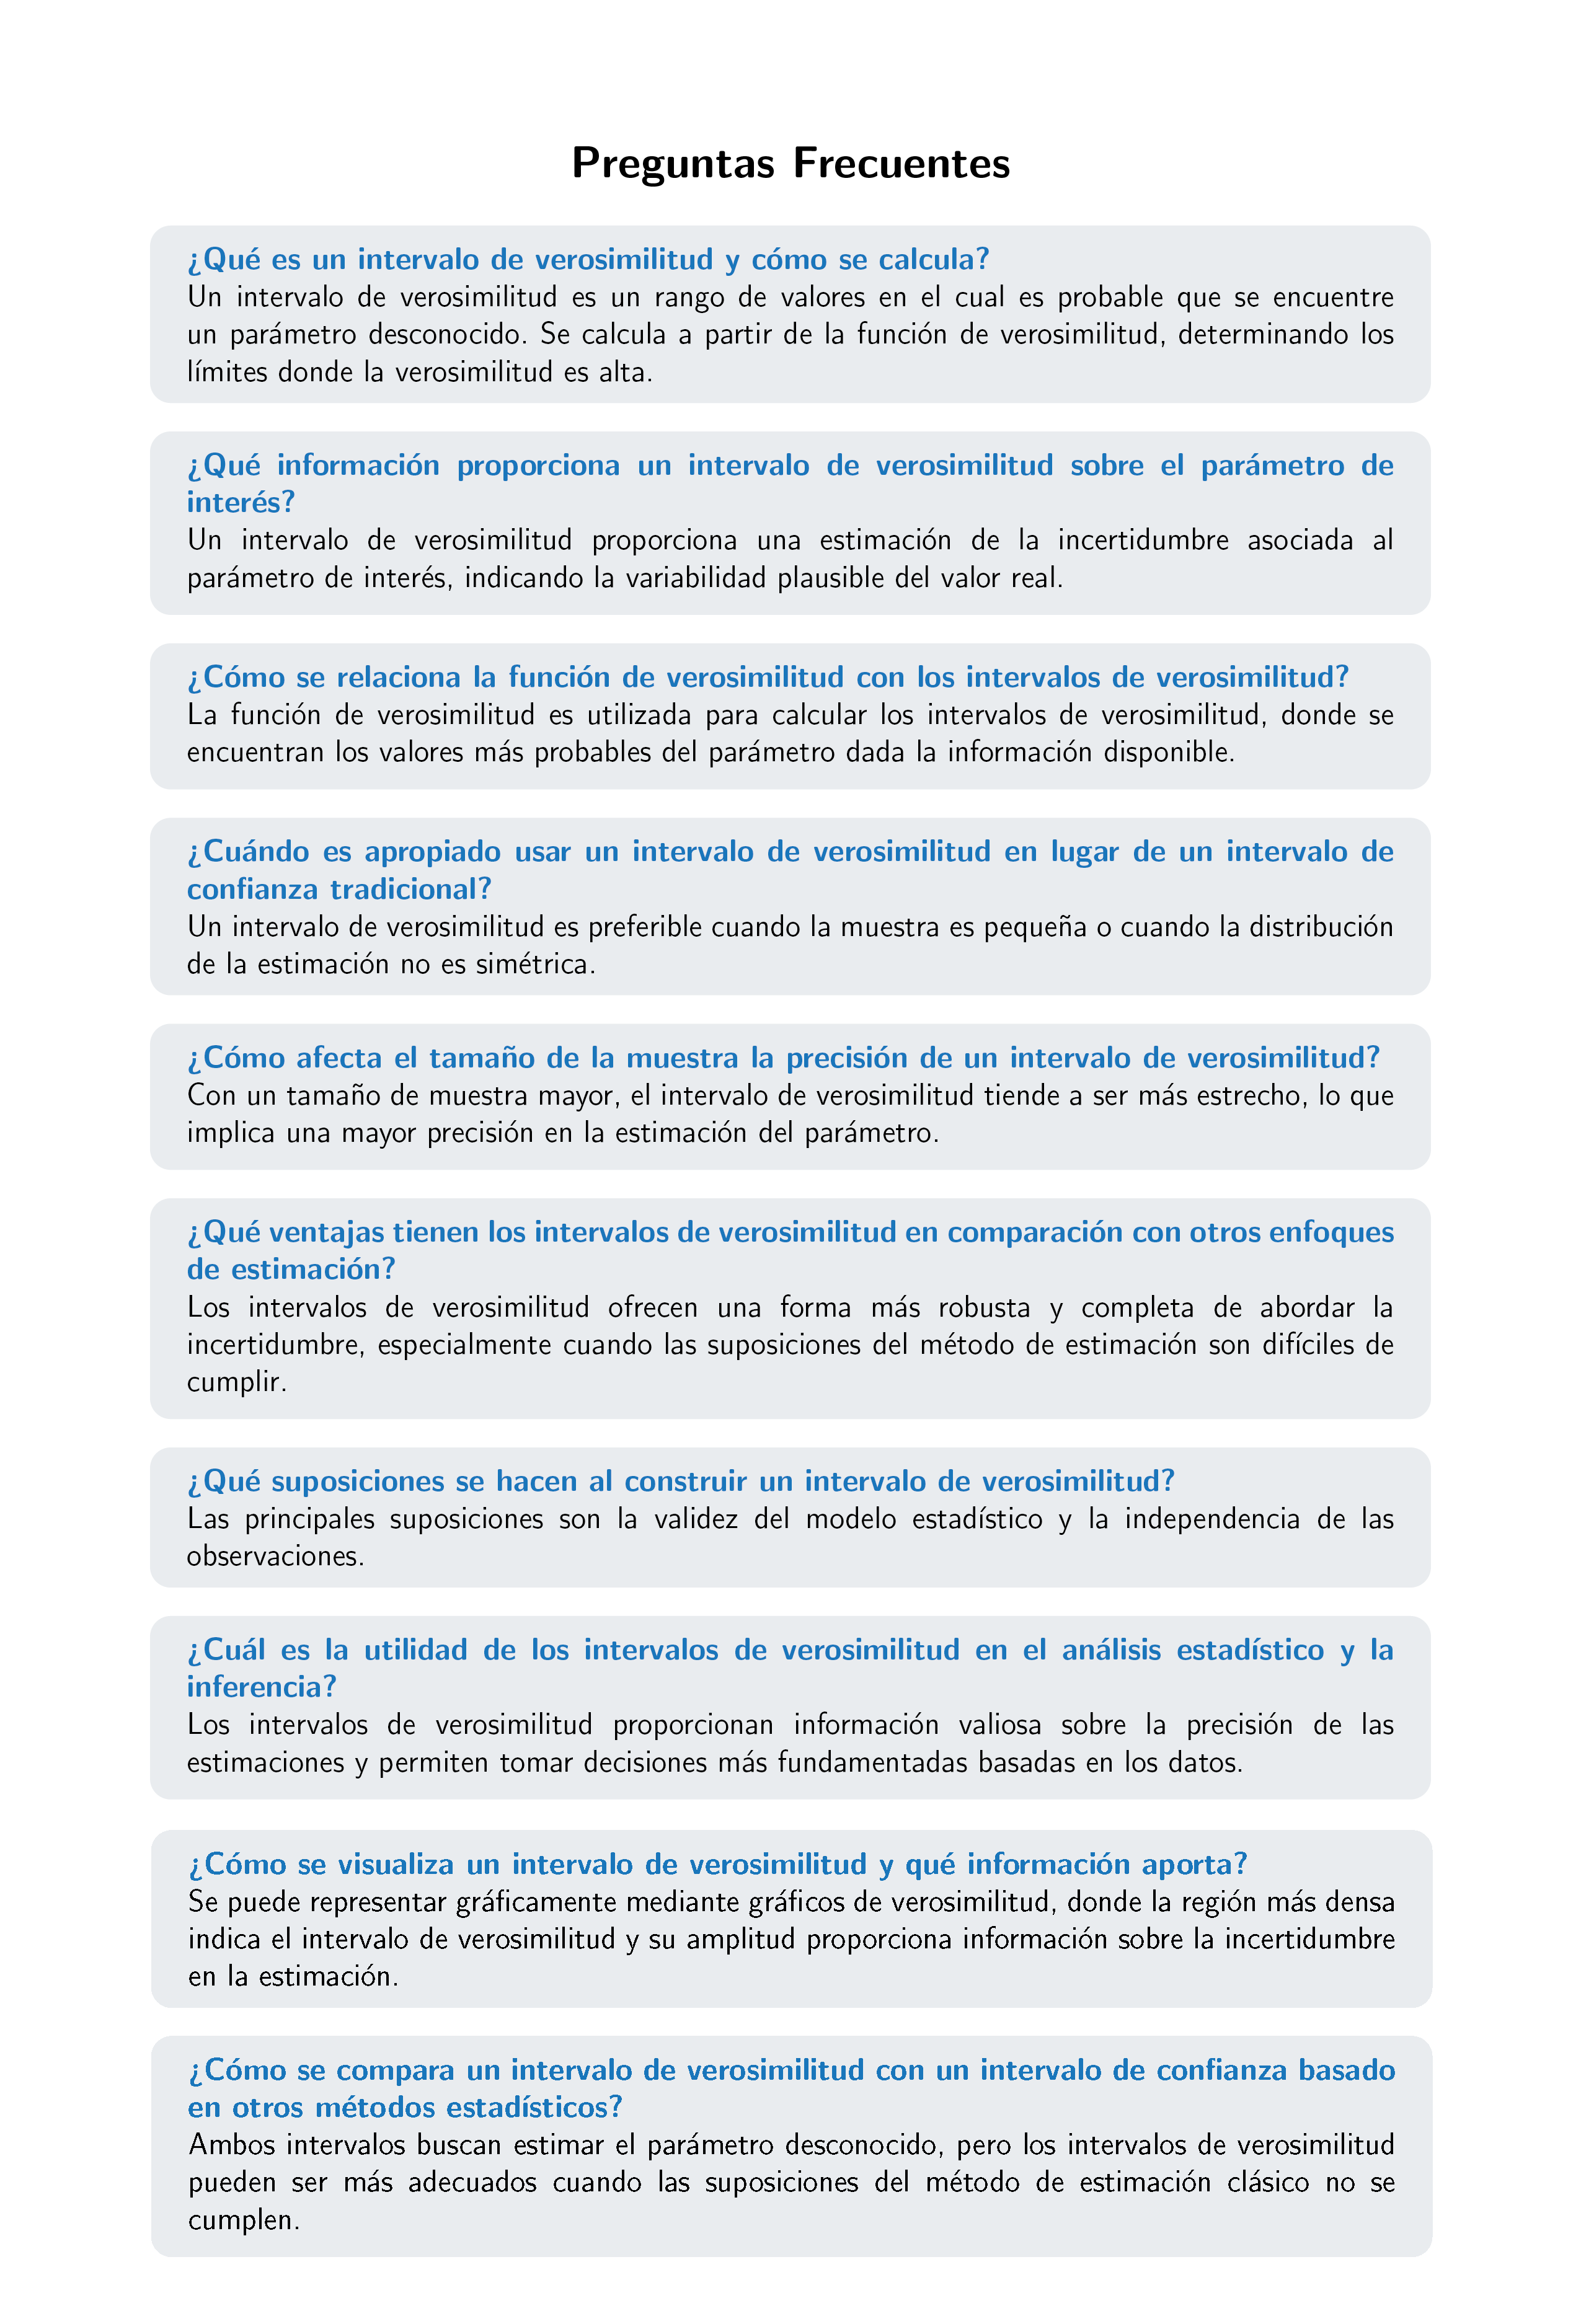 Preguntas Frecuentes
¿Qué es un intervalo de verosimilitud y cómo se calcula?
Un intervalo de verosimilitud es un rango de valores en el cual es probable que se encuentre
un parámetro desconocido. Se calcula a partir de la función de verosimilitud, determinando los
límites donde la verosimilitud es alta.
¿Qué información proporciona un intervalo de verosimilitud sobre el parámetro de
interés?
Un intervalo de verosimilitud proporciona una estimación de la incertidumbre asociada al
parámetro de interés, indicando la variabilidad plausible del valor real.
¿Cómo se relaciona la función de verosimilitud con los intervalos de verosimilitud?
La función de verosimilitud es utilizada para calcular los intervalos de verosimilitud, donde se
encuentran los valores más probables del parámetro dada la información disponible.
¿Cuándo es apropiado usar un intervalo de verosimilitud en lugar de un intervalo de
confianza tradicional?
Un intervalo de verosimilitud es preferible cuando la muestra es pequeña o cuando la distribución
de la estimación no es simétrica.
¿Cómo afecta el tamaño de la muestra la precisión de un intervalo de verosimilitud?
Con un tamaño de muestra mayor, el intervalo de verosimilitud tiende a ser más estrecho, lo que
implica una mayor precisión en la estimación del parámetro.
¿Qué ventajas tienen los intervalos de verosimilitud en comparación con otros enfoques
de estimación?
Los intervalos de verosimilitud ofrecen una forma más robusta y completa de abordar la
incertidumbre, especialmente cuando las suposiciones del método de estimación son difíciles de
cumplir.
¿Qué suposiciones se hacen al construir un intervalo de verosimilitud?
Las principales suposiciones son la validez del modelo estadístico y la independencia de las
observaciones.
¿Cuál es la utilidad de los intervalos de verosimilitud en el análisis estadístico y la
inferencia?
Los intervalos de verosimilitud proporcionan información valiosa sobre la precisión de las
estimaciones y permiten tomar decisiones más fundamentadas basadas en los datos.
¿Cómo se visualiza un intervalo de verosimilitud y qué información aporta?
Se puede representar gráficamente mediante gráficos de verosimilitud, donde la región más densa
indica el intervalo de verosimilitud y su amplitud proporciona información sobre la incertidumbre
en la estimación.
¿Cómo se compara un intervalo de verosimilitud con un intervalo de confianza basado
en otros métodos estadísticos?
Ambos intervalos buscan estimar el parámetro desconocido, pero los intervalos de verosimilitud
pueden ser más adecuados cuando las suposiciones del método de estimación clásico no se
cumplen.